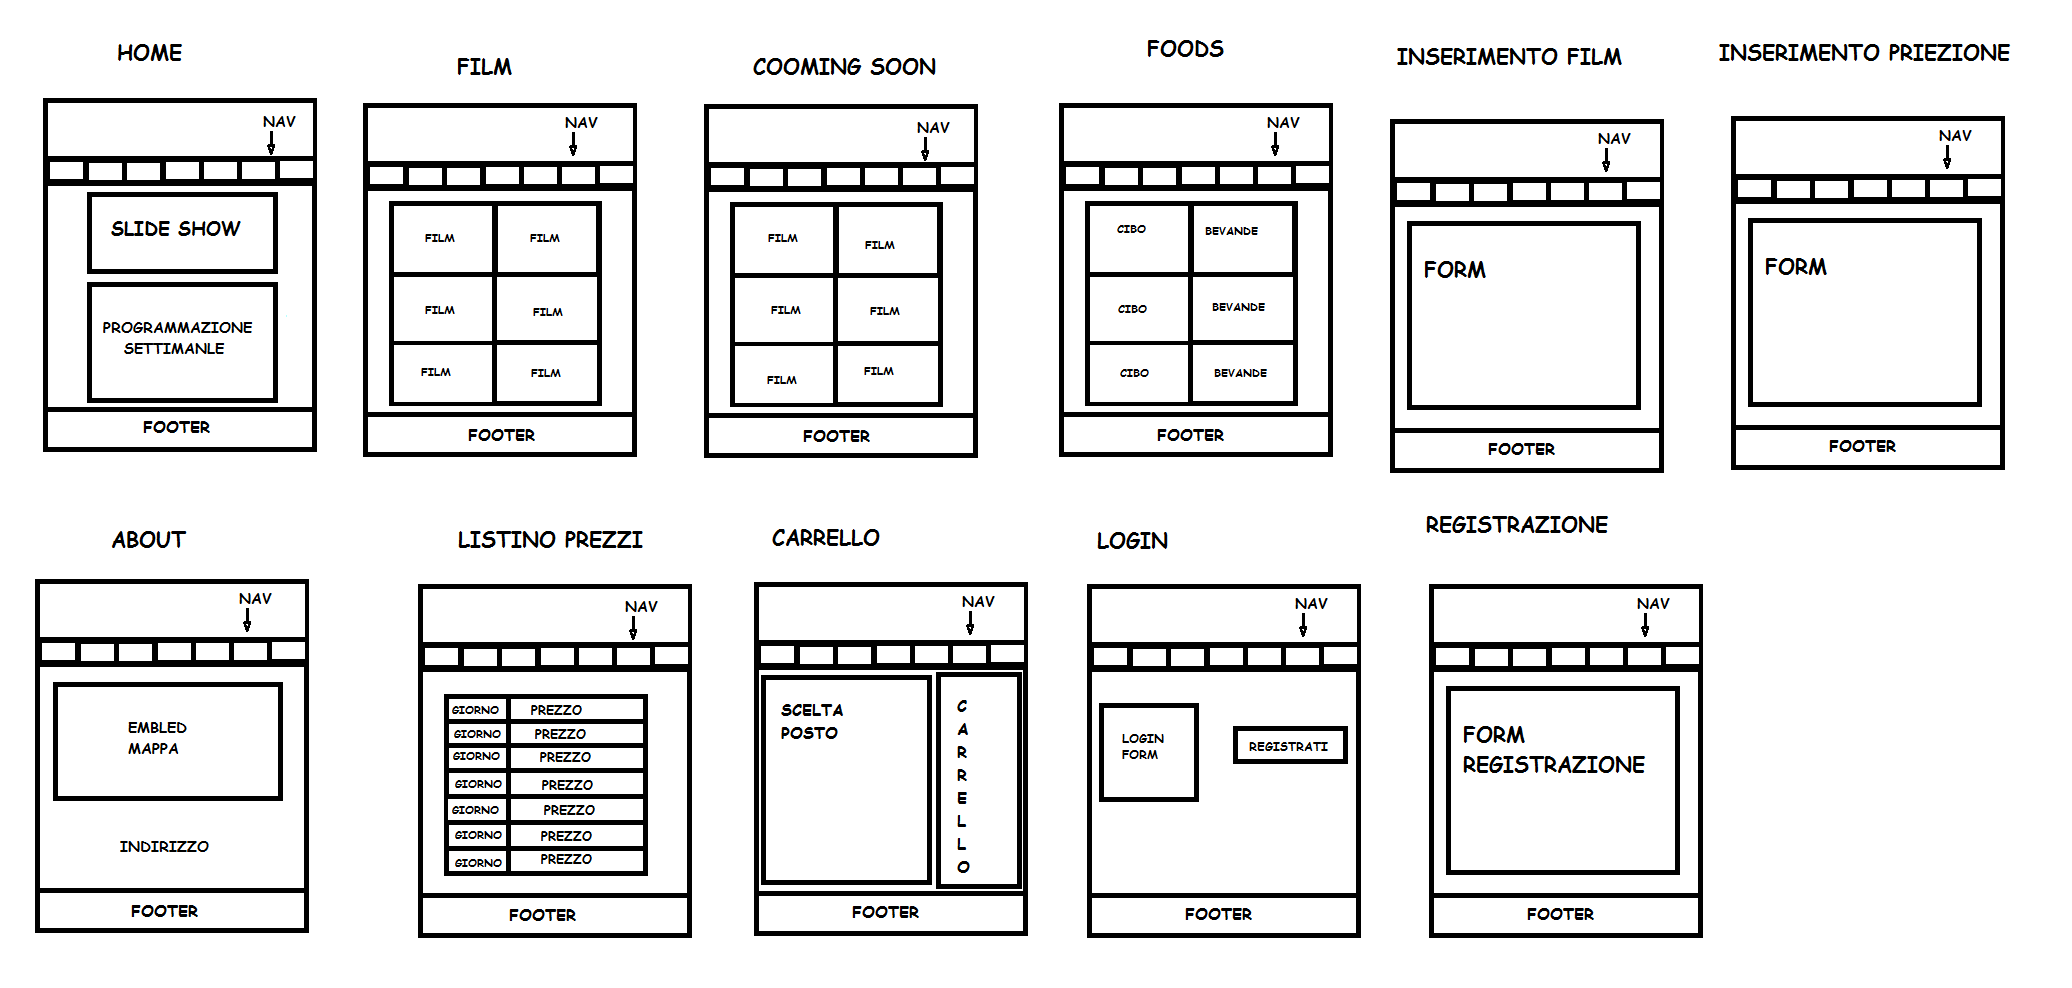 HOME
NAV
SLIDE SHOW
PROGRAMMAZIONE
SETTIMANLE
FOOTER
FILM
NAV
FILM
FILM
FILM
FILM
FILM
FILM
FOOTER
COOMING SOON
NAV
FILM
FILM
FILM
FILM
FILM
FILM
FOOTER
FOODS
NAV
CIBO
BEVANDE
CIBO
BEVANDE
CIBO
BEVANDE
FOOTER
INSERIMENTO FILM
NAV
FORM
FOOTER
INSERIMENTO PRIEZIONE
NAV
FORM
FOOTER
ABOUT
NAV
EMBLED
MAPPA
INDIRIZZO
FOOTER
LISTINO PREZZI
NAV
GIORNO PREZZO
GIORNO PREZZO
GIORNO PREZZO
GIORNO PREZZO
GIORNO PREZZO
GIORNO PREZZO
GIORNO PREZZO
FOOTER
CARRELLO
NAV
SCELTA
POSTO
C
A
R
R
E
L
L
O
FOOTER
LOGIN
NAV
LOGIN
FORM
REGISTRATI
FOOTER
REGISTRAZIONE
NAV
FORM
REGISTRAZIONE
FOOTER